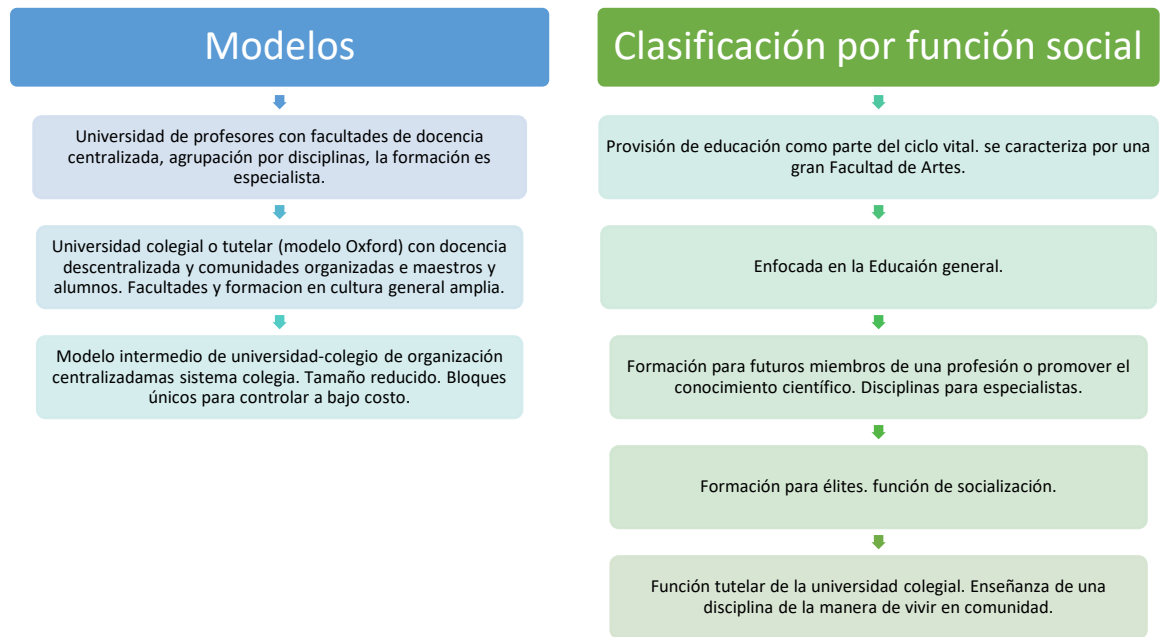 Modelos
Universidad de profesores con facultades de docencia
centralizada, agrupación por disciplinas, la formación es
especialista.
Universidad colegial o tutelar (modelo Oxford) con docencia
descentralizada y comunidades organizadas e maestros y
alumnos. Facultades y formacion en cultura general amplia.
Modelo intermedio de universidad-colegio de organización
centralizadamas sistema colegia. Tamaño reducido. Bloques
únicos para controlar a bajo costo.
Clasificación por función social
Provisión de educación como parte del ciclo vital. se caracteriza por una
gran Facultad de Artes.
Enfocada en la Educaión general.
Formación para futuros miembros de una profesión o promover el
conocimiento científico. Disciplinas para especialistas.
Formación para élites. función de socialización.
Función tutelar de la universidad colegial. Enseñanza de una
disciplina de la manera de vivir en comunidad.